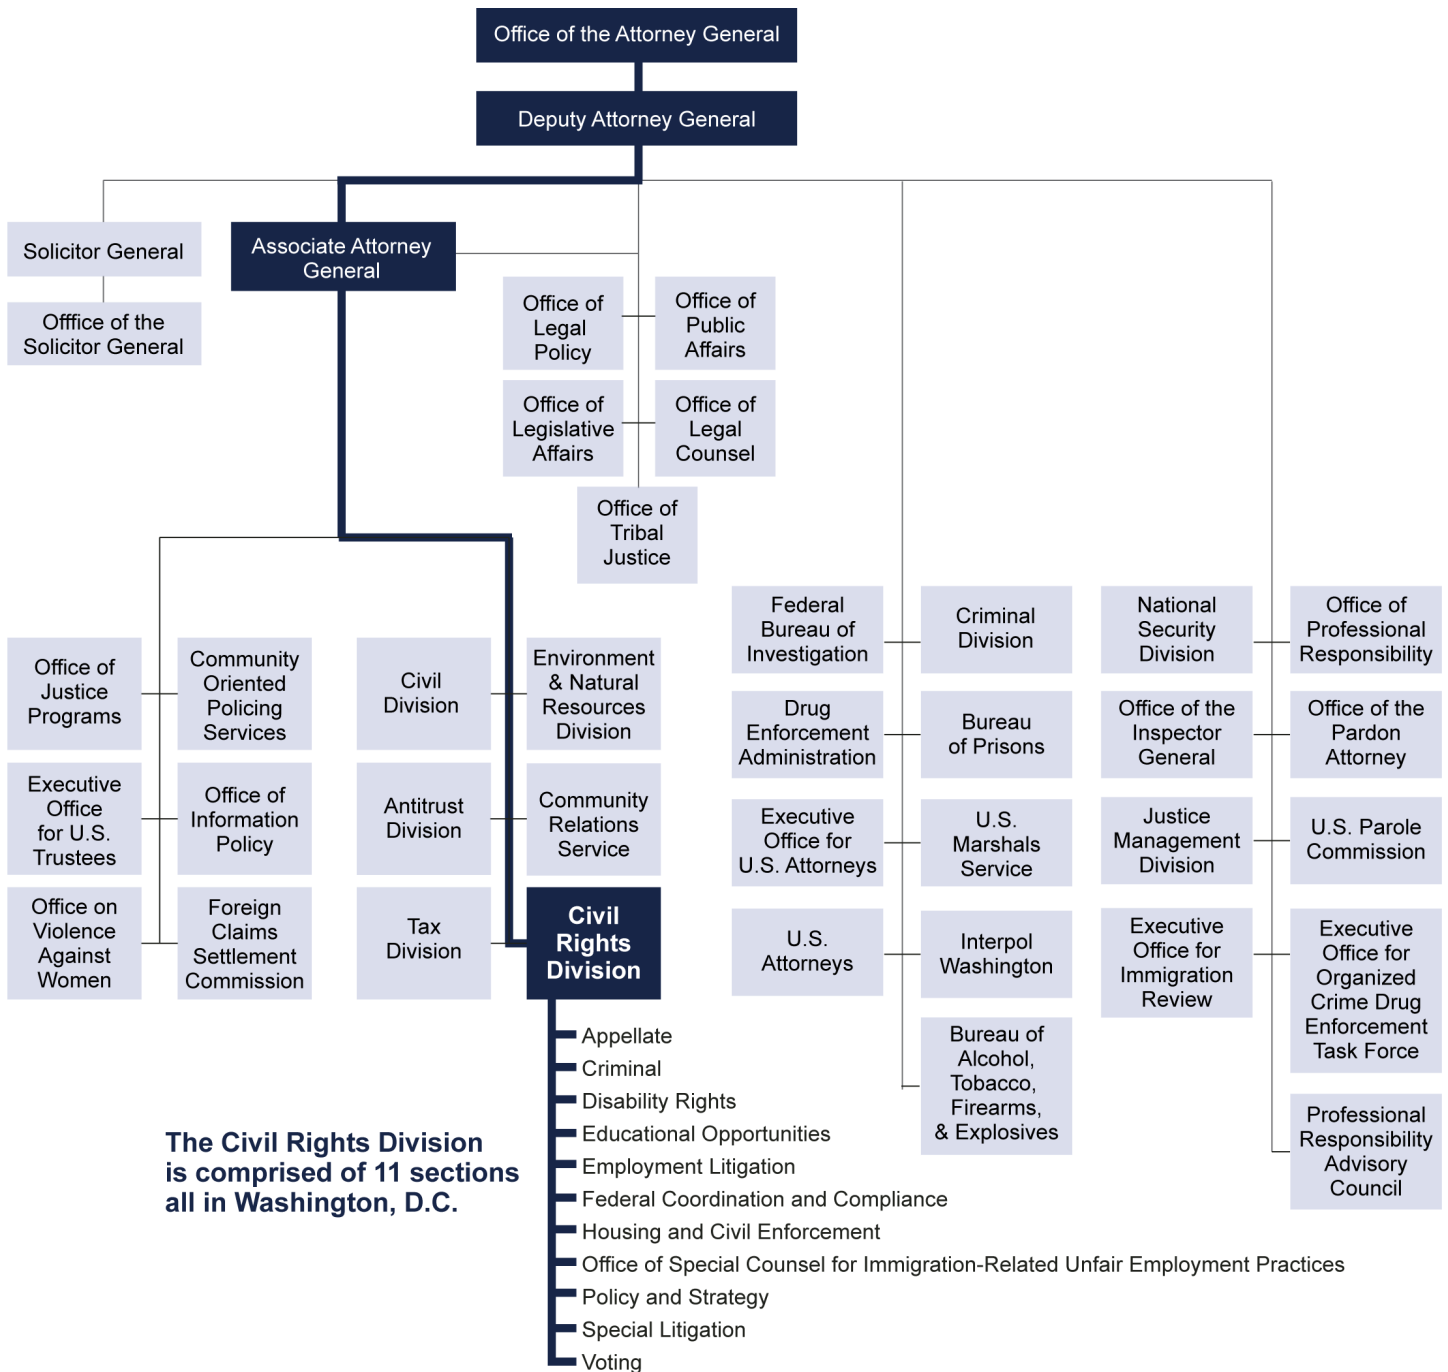 Office of the Attorney General
Deputy Attorney General
Solicitor General
Offfice of the
Solicitor General
Associate Attorney
General
Office of
Legal
Policy
Office of
Public
Affairs
Office of
Legislative
Affairs
Office of
Legal
Counsel
Office of
Tribal
Justice
Office of
Justice
Programs
Community
Oriented
Policing
Services
Executive
Office
for U.S.
Trustees
Office of
Information
Policy
Office on
Violence
Against
Women
Foreign
Claims
Settlement
Commission
Civil
Division
Environment
& Natural
Resources
Division
Antitrust
Division
Community
Relations
Service
Tax
Division
Civil
Rights
Division
Federal
Bureau of
Investigation
Criminal
Division
Drug
Enforcement
Administration
Bureau
of Prisons
Executive
Office for
U.S. Attorneys
U.S.
Marshals
Service
U.S.
Attorneys
Interpol
Washington
Bureau of
Alcohol,
Tobacco,
Firearms,
& Explosives
National
Security
Division
Office of
Professional
Responsibility
Office of the
Inspector
General
Office of the
Pardon
Attorney
Justice
Management
Division
U.S. Parole
Commission
Executive
Office for
Immigration
Review
Executive
Office for
Organized
Crime Drug
Enforcement
Task Force
Professional
Responsibility
Advisory
Council
Appellate
Criminal
Disability Rights
Educational Opportunities
Employment Litigation
Federal Coordination and Compliance
Housing and Civil Enforcement
Office of Special Counsel for Immigration-Related Unfair Employment Practices
Policy and Strategy
Special Litigation
Voting
The Civil Rights Division
is comprised of 11 sections
all in Washington, D.C.